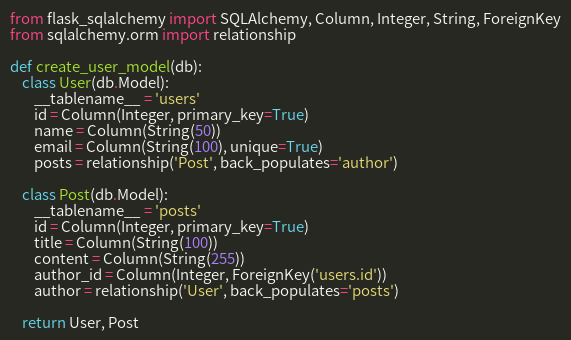 from flask_sqlalchemy import SQLAlchemy, Column, Integer, String, ForeignKey
from sqlalchemy.orm import relationship

def create_user_model(db):
    class User(db.Model):
        __tablename__ = 'users'
        id = Column(Integer, primary_key=True)
        name = Column(String(50))
        email = Column(String(100), unique=True)
        posts = relationship('Post', back_populates='author')

    class Post(db.Model):
        __tablename__ = 'posts'
        id = Column(Integer, primary_key=True)
        title = Column(String(100))
        content = Column(String(255))
        author_id = Column(Integer, ForeignKey('users.id'))
        author = relationship('User', back_populates='posts')

    return User, Post